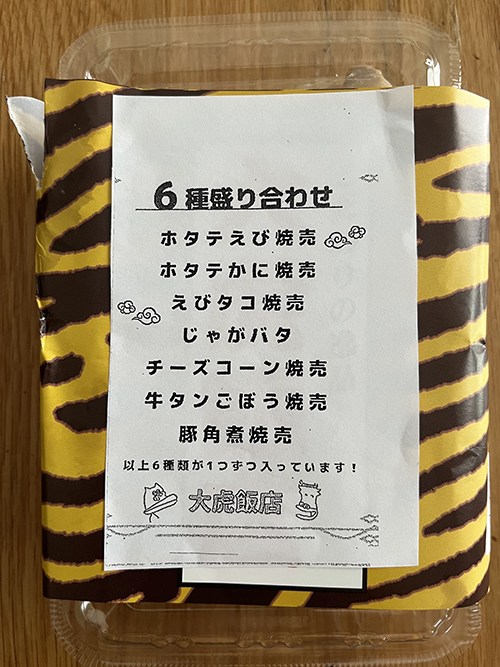 6種盛り合わせ
ホタテえび焼売
ホタテかに焼売
えびタコ焼売
じゃがバタ
チーズコーン焼売
牛タンごぼう焼売
豚角煮焼売
以上6種類が1つずつ入っています！
大虎飯店